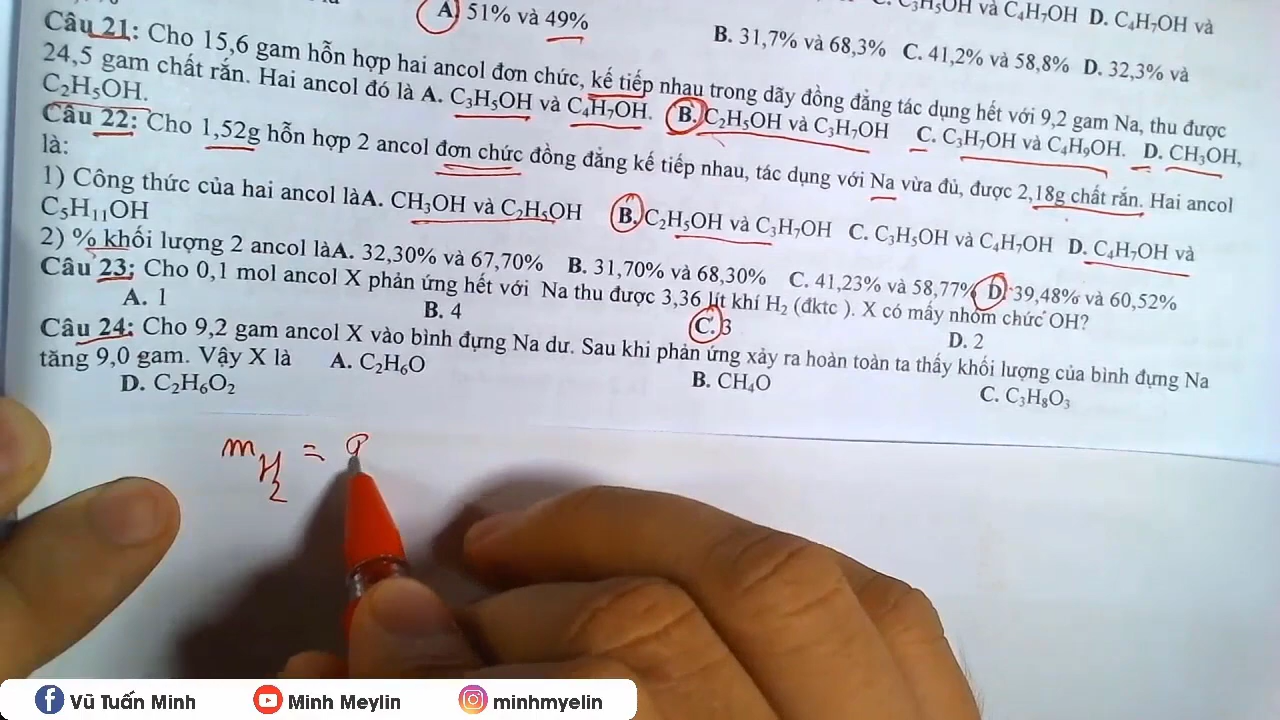 C. C₃H₅OH và C₄H₇OH D. C₄H₇OH và
A. 51% và 49% B. 31,7% và 68,3% C. 41,2% và 58,8% D. 32,3% và
Câu 21: Cho 15,6 gam hỗn hợp hai ancol đơn chức, kế tiếp nhau trong dãy đồng đẳng tác dụng hết với 9,2 gam Na, thu được
24,5 gam chất rắn. Hai ancol đó là A. C₃H₅OH và C₄H₇OH. B. C₂H₅OH và C₃H₇OH C. C₃H₇OH và C₄H₉OH. D. CH₃OH,
C₂H₅OH.
Câu 22: Cho 1,52g hỗn hợp 2 ancol đơn chức đồng đẳng kế tiếp nhau, tác dụng với Na vừa đủ, được 2,18g chất rắn. Hai ancol
là:
1) Công thức của hai ancol làA. CH₃OH và C₂H₅OH B. C₂H₅OH và C₃H₇OH C. C₃H₅OH và C₄H₇OH D. C₄H₇OH và
C₅H₁₁OH
2) % khối lượng 2 ancol làA. 32,30% và 67,70% B. 31,70% và 68,30% C. 41,23% và 58,77% D. 39,48% và 60,52%
Câu 23: Cho 0,1 mol ancol X phản ứng hết với Na thu được 3,36 lít khí H₂ (đktc ). X có mấy nhóm chức OH?
A. 1 B. 4 C. 3 D. 2
Câu 24: Cho 9,2 gam ancol X vào bình đựng Na dư. Sau khi phản ứng xảy ra hoàn toàn ta thấy khối lượng của bình đựng Na
tăng 9,0 gam. Vậy X là A. C₂H₆O B. CH₄O C. C₃H₈O₃
D. C₂H₆O₂
m H₂ =
Vũ Tuấn Minh Minh Meylin minhmyelin